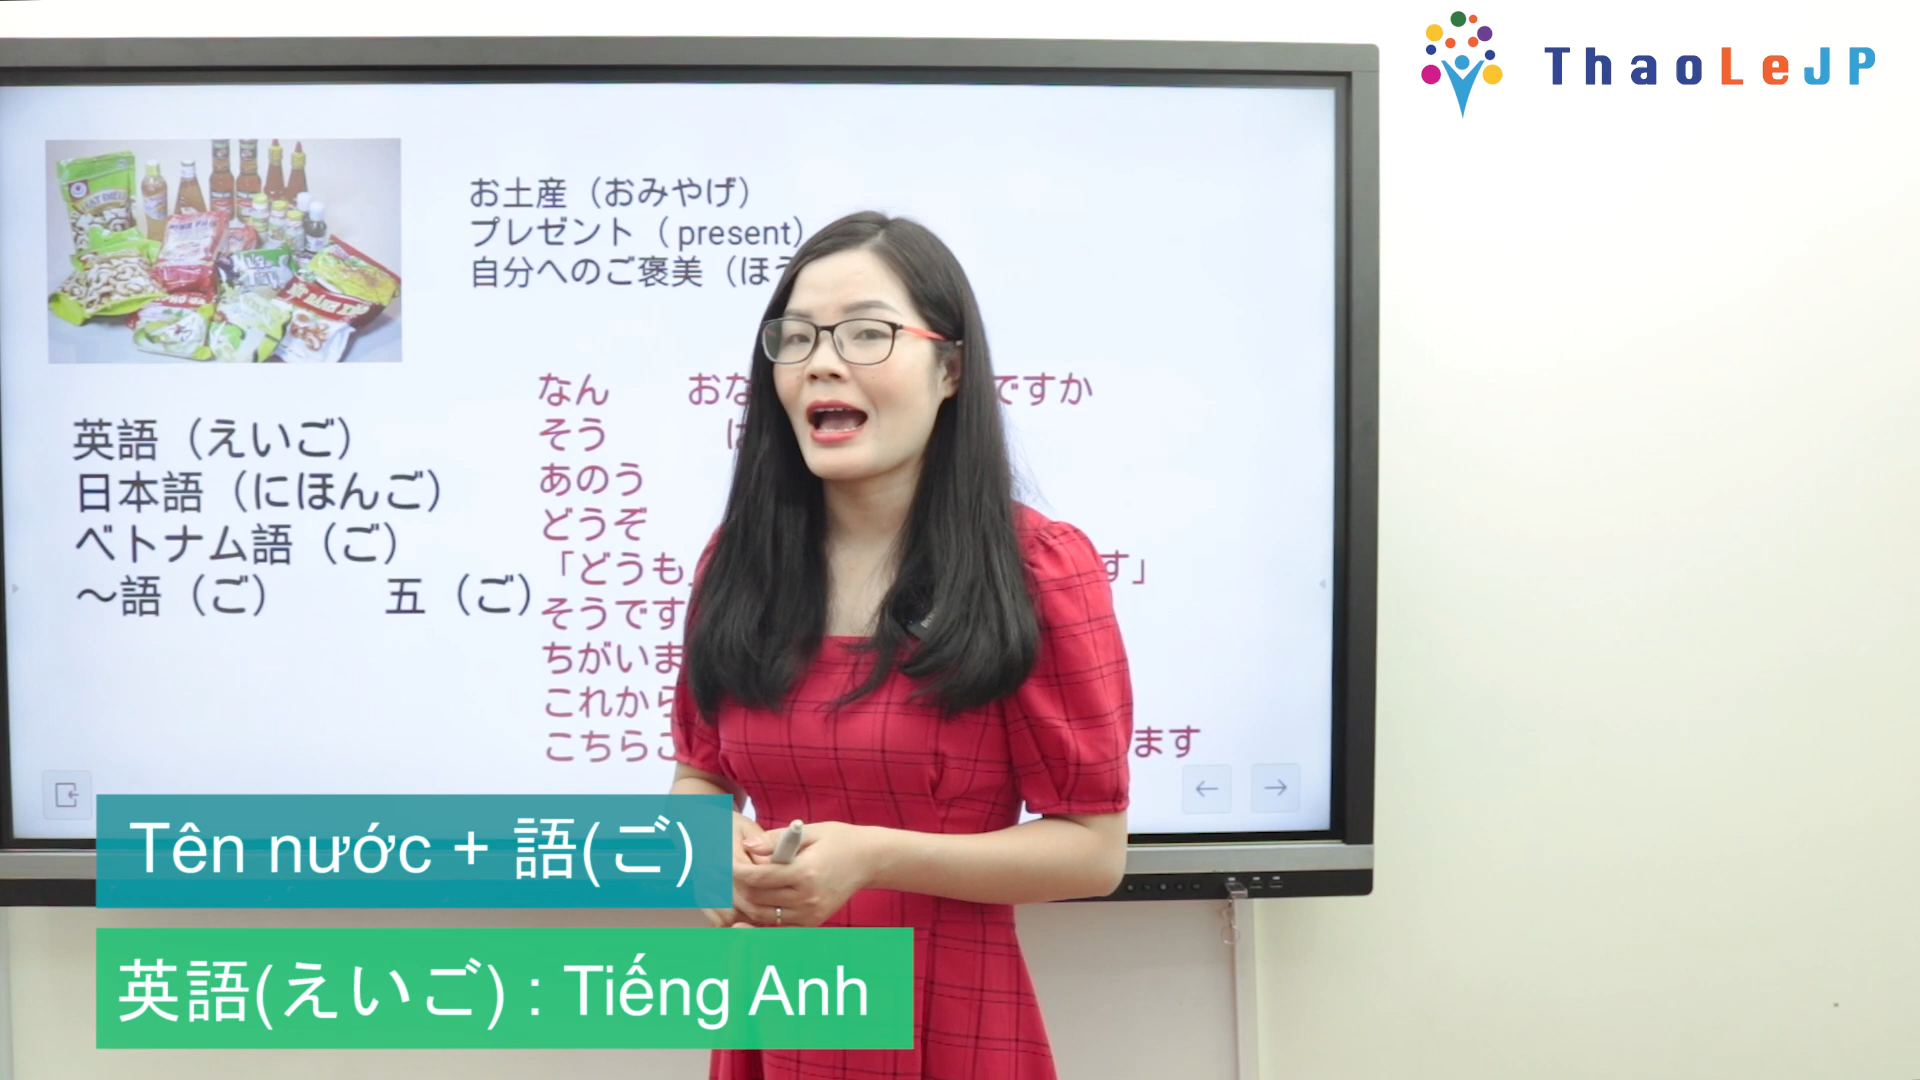 ThaoLeJP
お土産（おみやげ）
プレゼント（present）
自分へのご褒美（ほ
なん　おな　ですか
そう　は
あのう
どうぞ
「どうも　す」
そうです
ちがいま
これから
こちらこ　ます
英語（えいご）
日本語（にほんご）
ベトナム語（ご）
～語（ご）　五（ご）
Tên nước + 語(ご)
英語(えいご) : Tiếng Anh